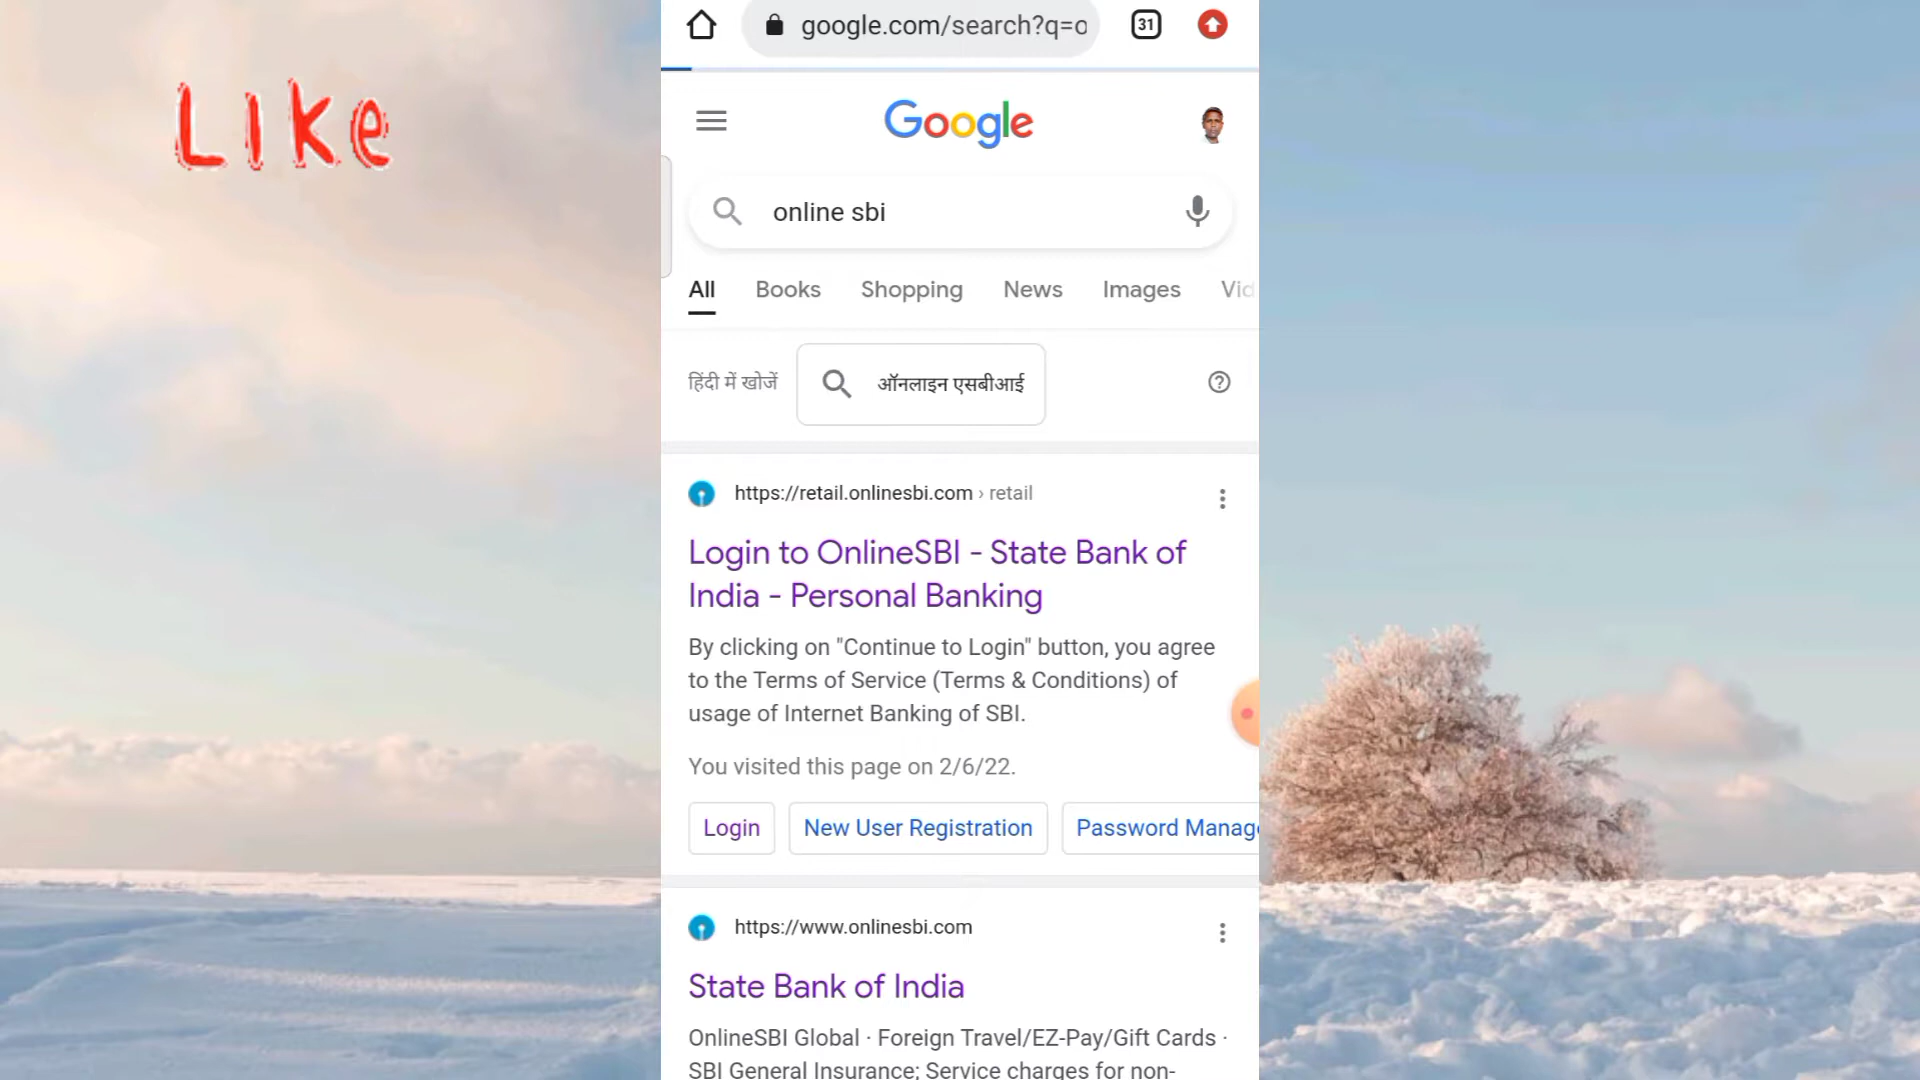 Like
google.com/search?q=o
31
Google
online sbi
All Books Shopping News Images Vid
हिंदी में खोजें
ऑनलाइन एसबीआई
https://retail.onlinesbi.com › retail
Login to OnlineSBI - State Bank of
India - Personal Banking
By clicking on "Continue to Login" button, you agree
to the Terms of Service (Terms & Conditions) of
usage of Internet Banking of SBI.
You visited this page on 2/6/22.
Login New User Registration Password Manage
https://www.onlinesbi.com
State Bank of India
OnlineSBI Global · Foreign Travel/EZ-Pay/Gift Cards ·
SBI General Insurance; Service charges for non-